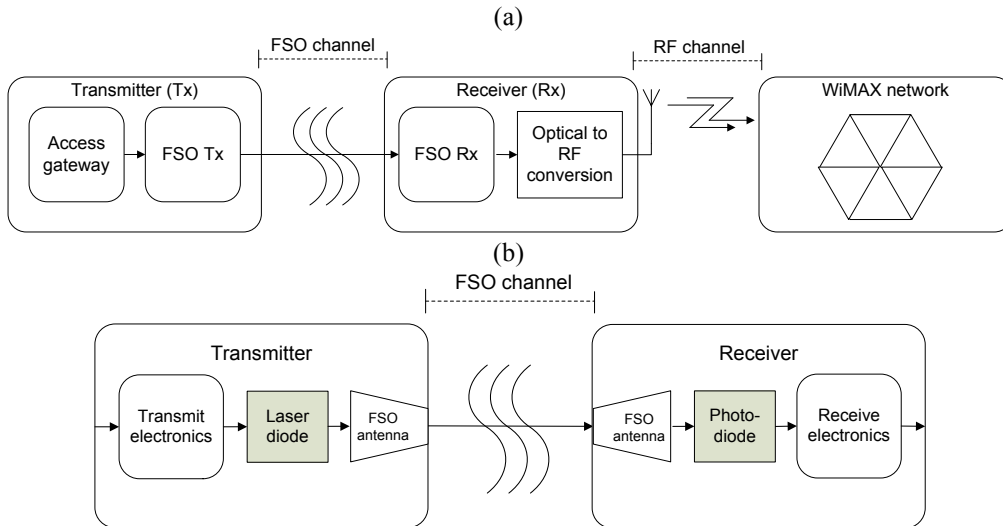 (a)
FSO channel
RF channel
Transmitter (Tx)
Receiver (Rx)
WiMAX network
Access
gateway
FSO Tx
FSO Rx
Optical to
RF
conversion
(b)
FSO channel
Transmitter
Receiver
Transmit
electronics
Laser
diode
FSO
antenna
FSO
antenna
Photo-
diode
Receive
electronics